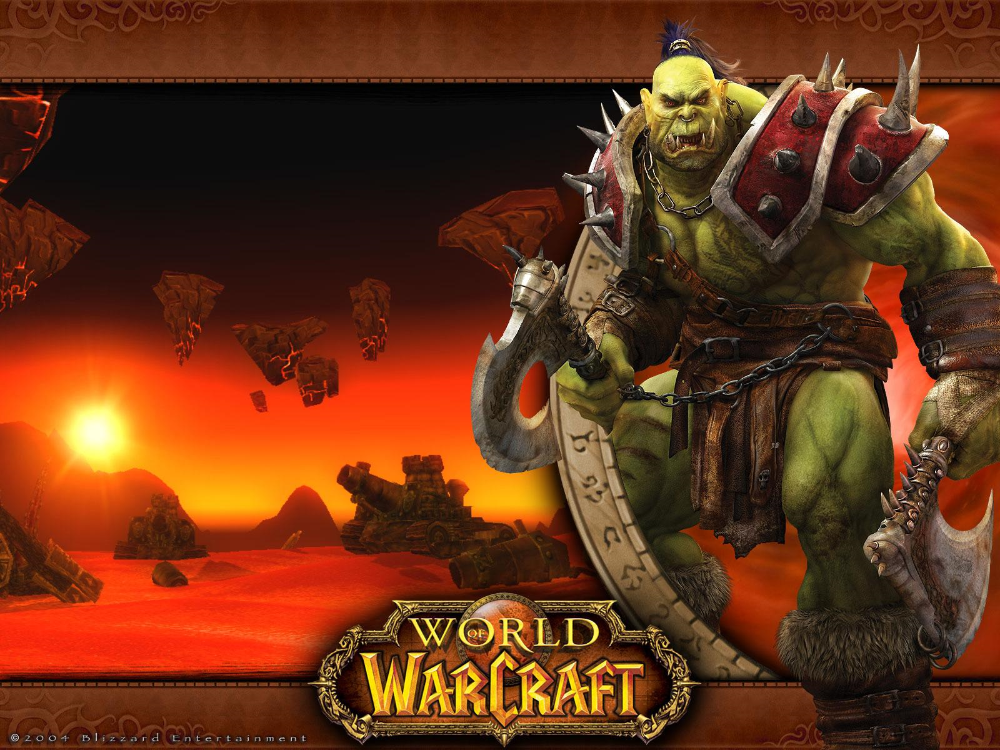 WORLD
OF
WARCRAFT
©2004 Blizzard Entertainment